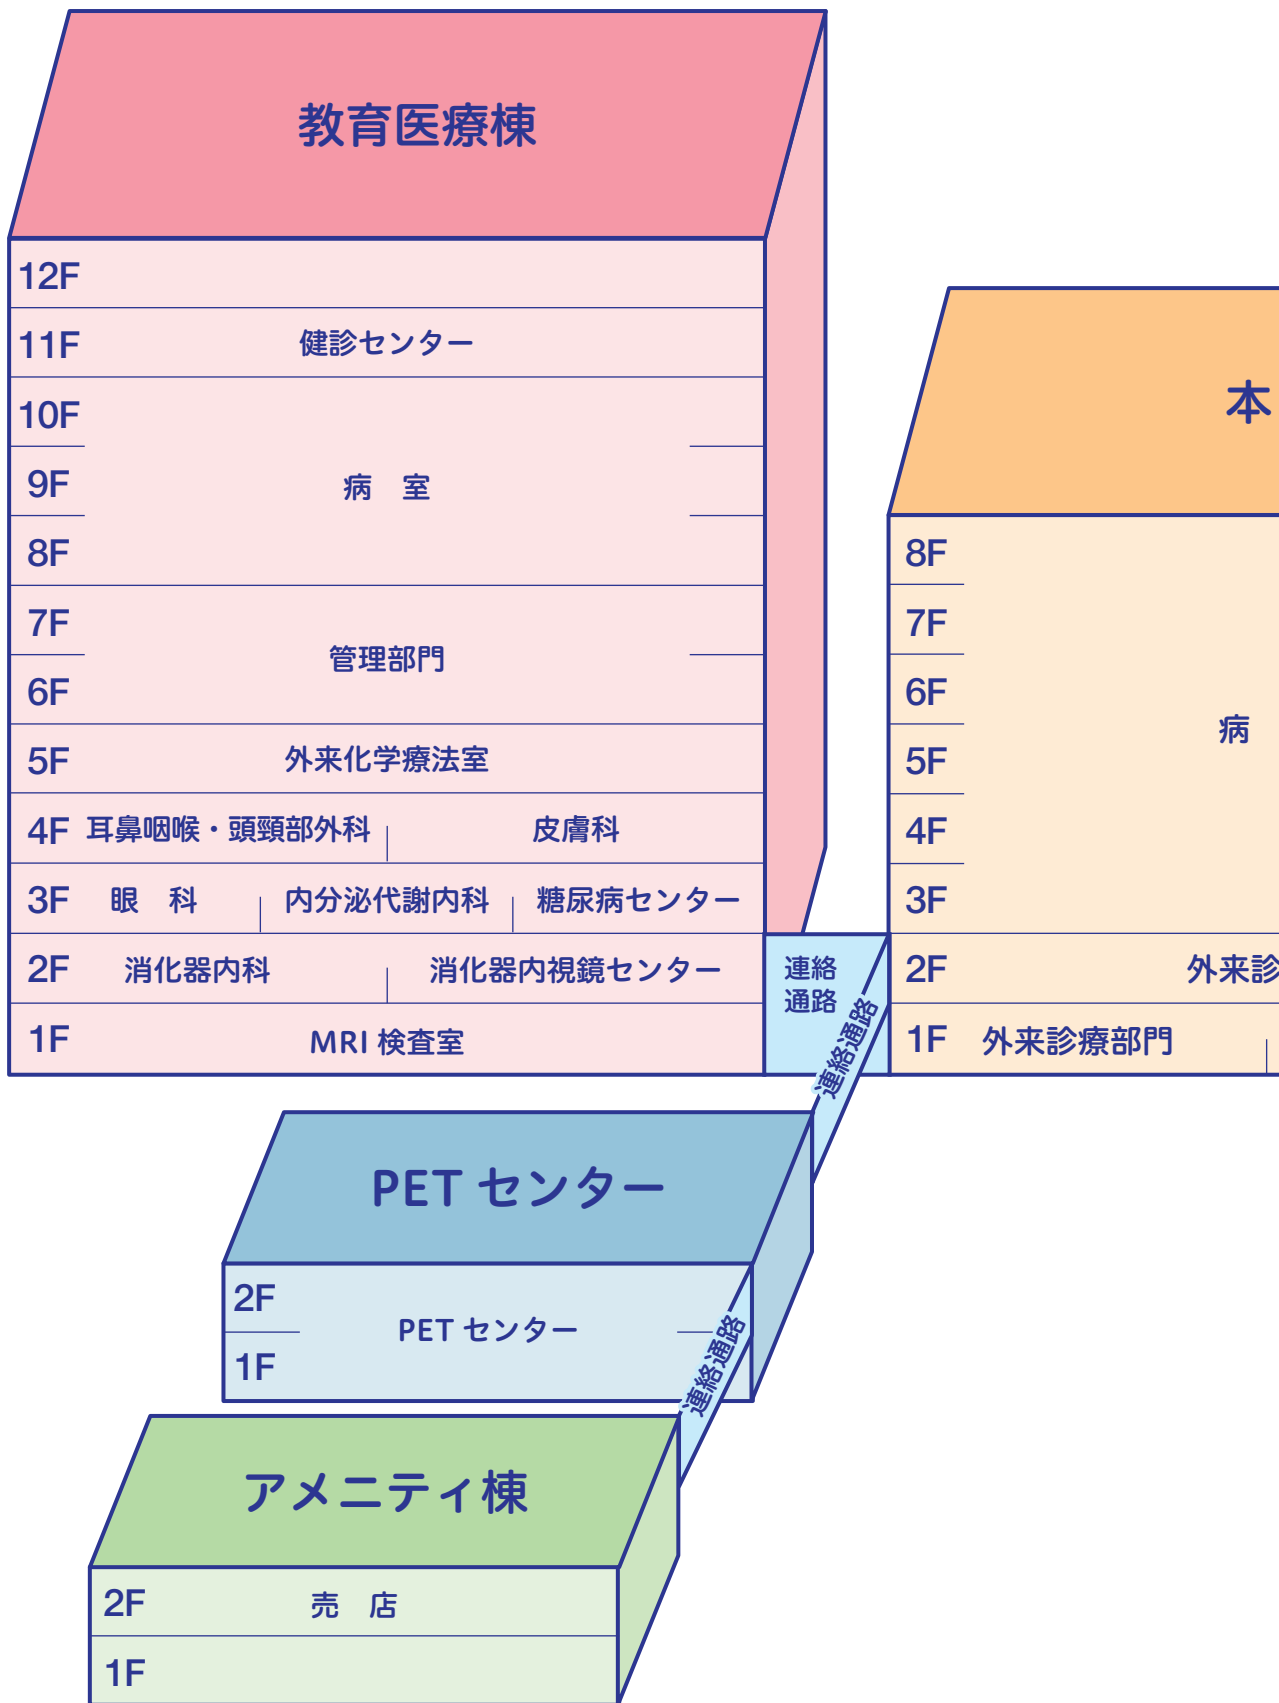 教育医療棟
12F
11F 健診センター
10F
9F 病　室
8F
7F
管理部門
6F
5F 外来化学療法室
4F 耳鼻咽喉・頭頸部外科 皮膚科
3F 眼　科 内分泌代謝内科 糖尿病センター
2F 消化器内科 消化器内視鏡センター
1F MRI 検査室
連絡
通路
連絡通路
本
8F
7F
6F
病
5F
4F
3F
2F 外来診
1F 外来診療部門
PET センター
2F
PET センター
1F
連絡通路
アメニティ棟
2F 売　店
1F